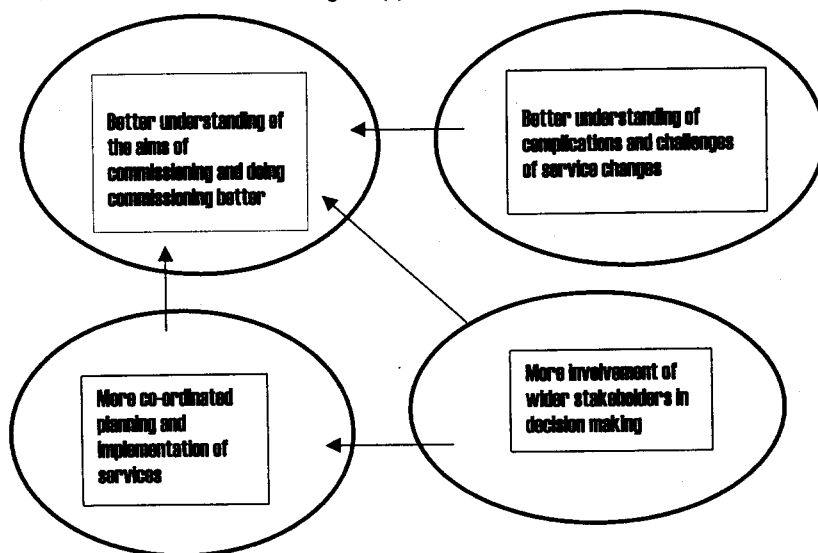 Better understanding of
the aims of
commissioning and doing
commissioning better
Better understanding of
complications and challenges
of service changes
More co-ordinated
planning and
implementation of
services
More involvement of
wider stakeholders in
decision making